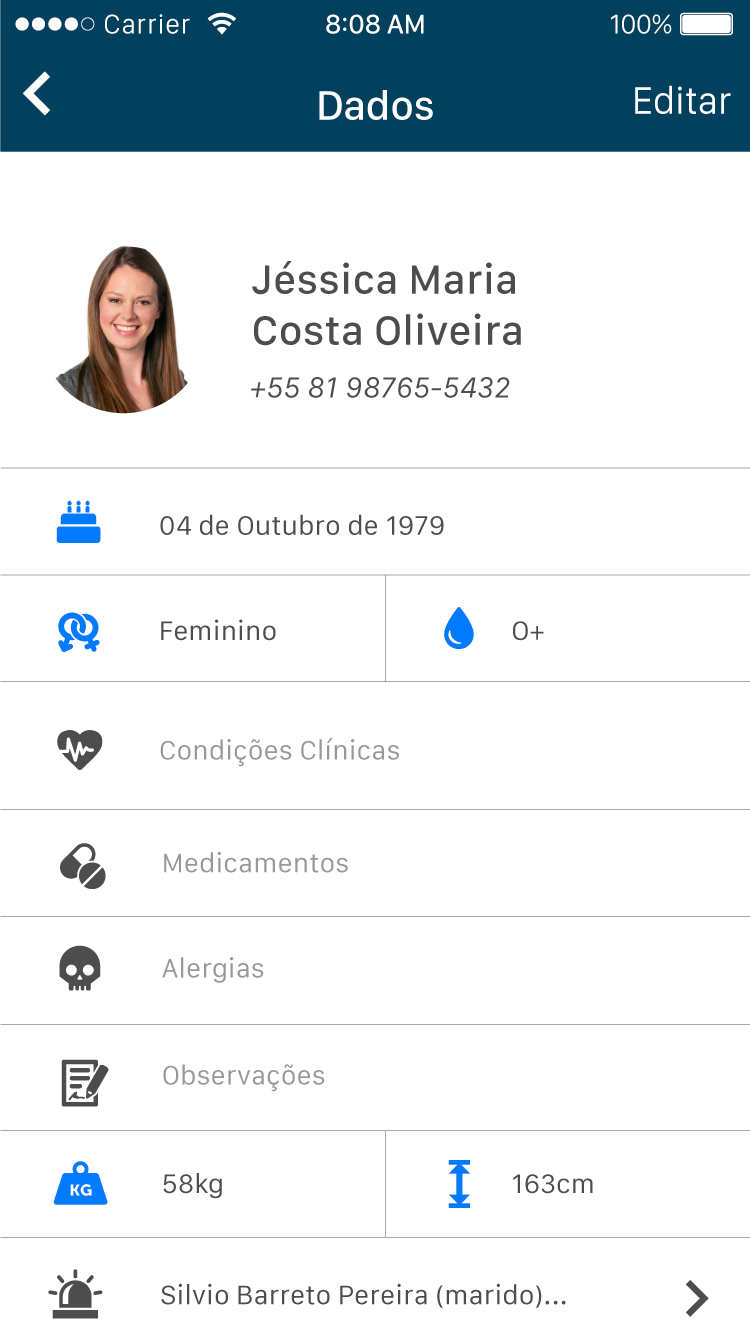 Carrier 8:08 AM 100%
Dados Editar
Jéssica Maria
Costa Oliveira
+55 81 98765-5432
04 de Outubro de 1979
Feminino O+
Condições Clínicas
Medicamentos
Alergias
Observações
KG 58kg 163cm
Silvio Barreto Pereira (marido)...